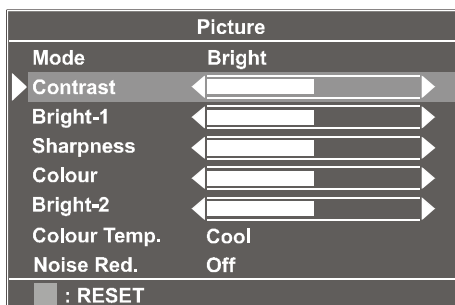 Picture
Mode Bright
Contrast
Bright-1
Sharpness
Colour
Bright-2
Colour Temp. Cool
Noise Red. Off
: RESET